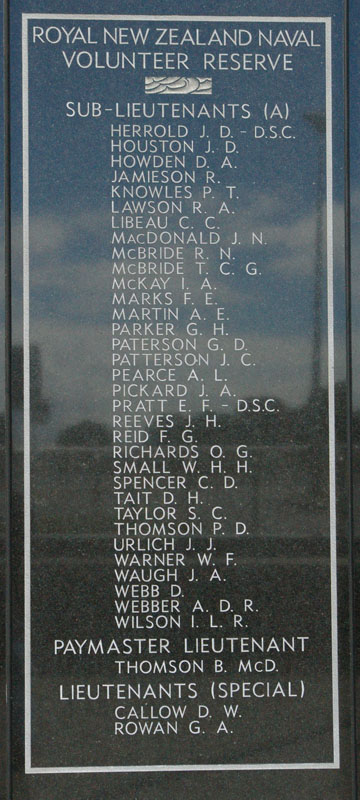 ROYAL NEW ZEALAND NAVAL
VOLUNTEER RESERVE
SUB-LIEUTENANTS (A)
HERROLD J. D. - D.S.C.
HOUSTON J. D.
HOWDEN D. A.
JAMIESON R.
KNOWLES P. T.
LAWSON R. A.
LIBEAU C. C.
MACDONALD J. N.
MCBRIDE R. N.
MCBRIDE T. C. G.
MCKAY I. A.
MARKS F. E.
MARTIN A. E.
PARKER G. H.
PATERSON G. D.
PATTERSON J. C.
PEARCE A. L.
PICKARD J. A.
PRATT E. F. - D.S.C.
REEVES J. H.
REID F. G.
RICHARDS O. G.
SMALL W. H. H.
SPENCER C. D.
TAIT D. H.
TAYLOR S. C.
THOMSON P. D.
URLICH J. J.
WARNER W. F.
WAUGH J. A.
WEBB D.
WEBBER A. D. R.
WILSON I. L. R.
PAYMASTER LIEUTENANT
THOMSON B. McD.
LIEUTENANTS (SPECIAL)
CALLOW D. W.
ROWAN G. A.